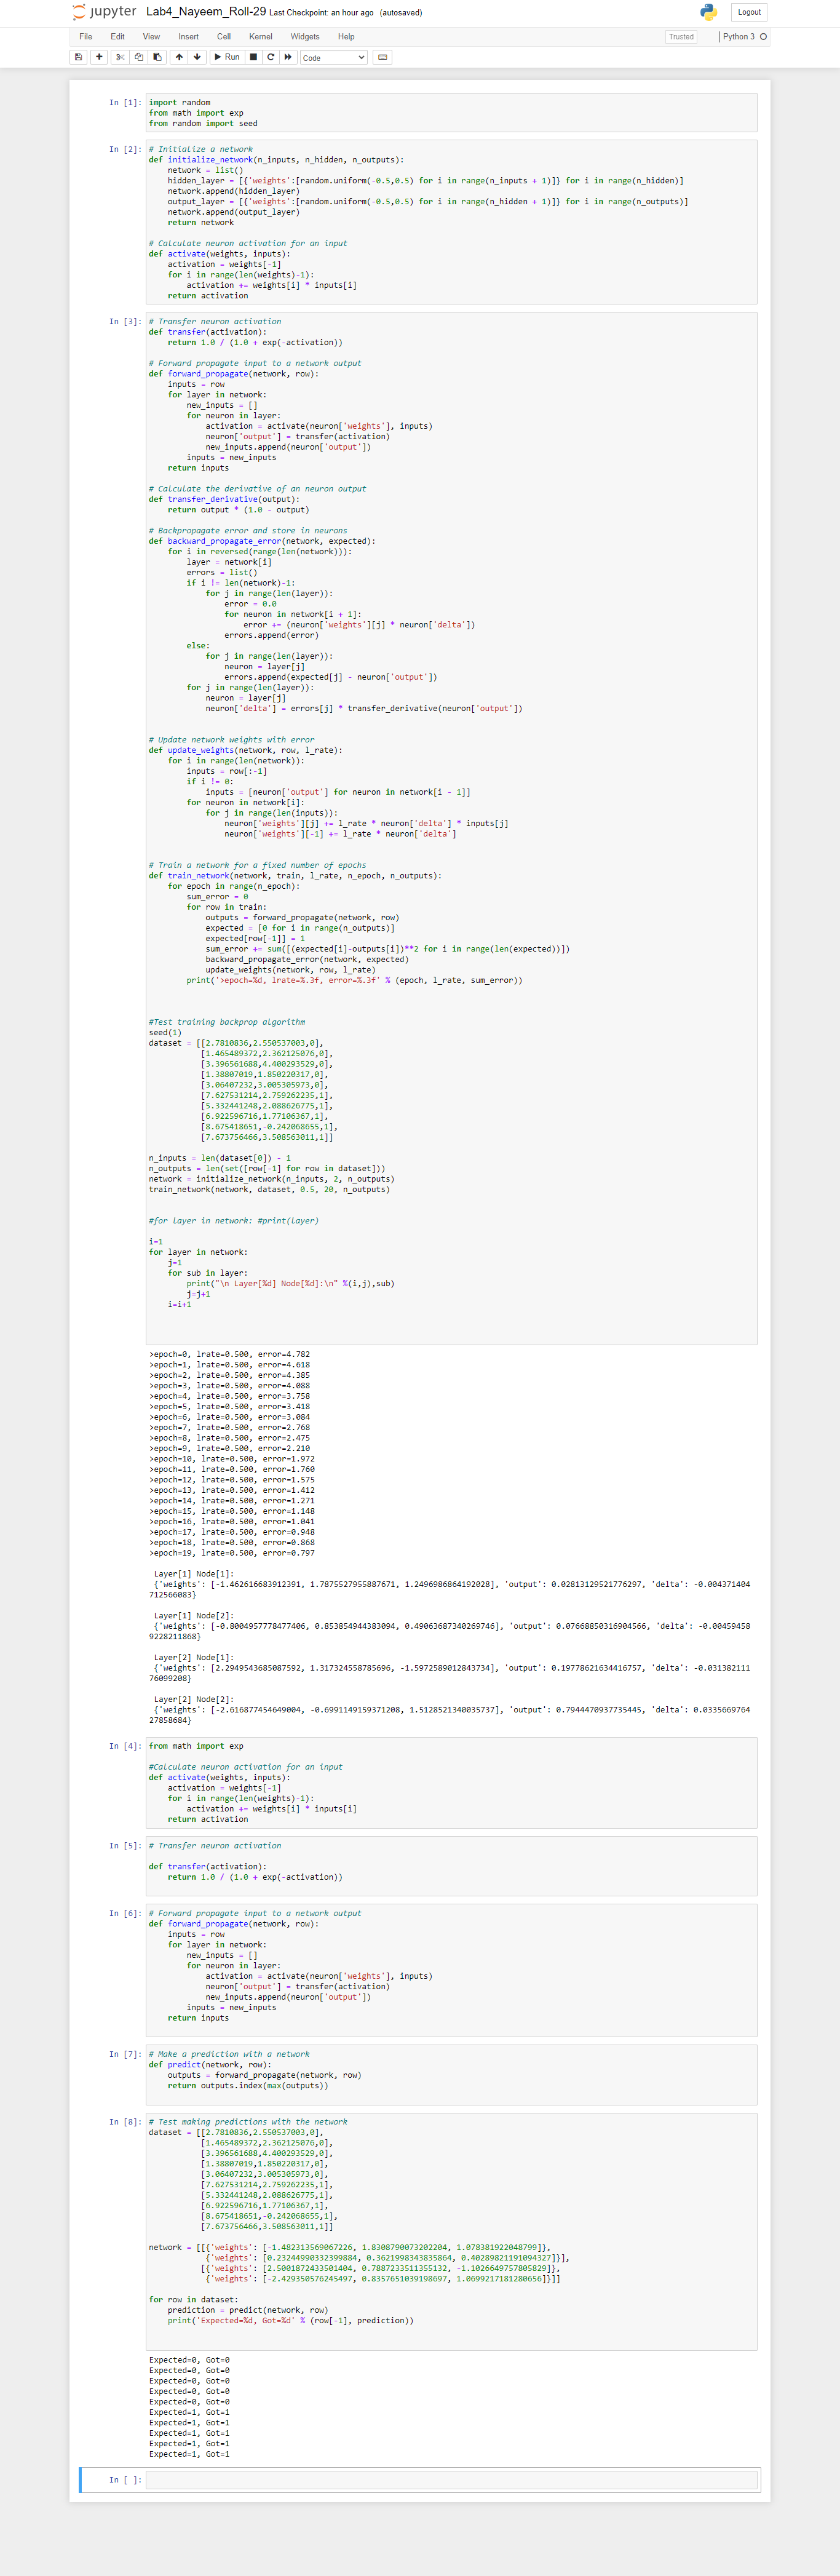 jupyter Lab4_Nayeem_Roll-29 Last Checkpoint: an hour ago (autosaved)
Logout
File Edit View Insert Cell Kernel Widgets Help
Trusted
Python 3
Run
Code
In [1]: import random
from math import exp
from random import seed
In [2]: # Initialize a network
def initialize_network(n_inputs, n_hidden, n_outputs):
    network = list()
    hidden_layer = [{'weights':[random.uniform(-0.5,0.5) for i in range(n_inputs + 1)]} for i in range(n_hidden)]
    network.append(hidden_layer)
    output_layer = [{'weights':[random.uniform(-0.5,0.5) for i in range(n_hidden + 1)]} for i in range(n_outputs)]
    network.append(output_layer)
    return network
# Calculate neuron activation for an input
def activate(weights, inputs):
    activation = weights[-1]
    for i in range(len(weights)-1):
        activation += weights[i] * inputs[i]
    return activation
In [3]: # Transfer neuron activation
def transfer(activation):
    return 1.0 / (1.0 + exp(-activation))
# Forward propagate input to a network output
def forward_propagate(network, row):
    inputs = row
    for layer in network:
        new_inputs = []
        for neuron in layer:
            activation = activate(neuron['weights'], inputs)
            neuron['output'] = transfer(activation)
            new_inputs.append(neuron['output'])
        inputs = new_inputs
    return inputs
# Calculate the derivative of an neuron output
def transfer_derivative(output):
    return output * (1.0 - output)
# Backpropagate error and store in neurons
def backward_propagate_error(network, expected):
    for i in reversed(range(len(network))):
        layer = network[i]
        errors = list()
        if i != len(network)-1:
            for j in range(len(layer)):
                error = 0.0
                for neuron in network[i + 1]:
                    error += (neuron['weights'][j] * neuron['delta'])
                errors.append(error)
        else:
            for j in range(len(layer)):
                neuron = layer[j]
                errors.append(expected[j] - neuron['output'])
        for j in range(len(layer)):
            neuron = layer[j]
            neuron['delta'] = errors[j] * transfer_derivative(neuron['output'])
# Update network weights with error
def update_weights(network, row, l_rate):
    for i in range(len(network)):
        inputs = row[:-1]
        if i != 0:
            inputs = [neuron['output'] for neuron in network[i - 1]]
        for neuron in network[i]:
            for j in range(len(inputs)):
                neuron['weights'][j] += l_rate * neuron['delta'] * inputs[j]
                neuron['weights'][-1] += l_rate * neuron['delta']
# Train a network for a fixed number of epochs
def train_network(network, train, l_rate, n_epoch, n_outputs):
    for epoch in range(n_epoch):
        sum_error = 0
        for row in train:
            outputs = forward_propagate(network, row)
            expected = [0 for i in range(n_outputs)]
            expected[row[-1]] = 1
            sum_error += sum([(expected[i]-outputs[i])**2 for i in range(len(expected))])
            backward_propagate_error(network, expected)
            update_weights(network, row, l_rate)
        print('>epoch=%d, lrate=%.3f, error=%.3f' % (epoch, l_rate, sum_error))
#Test training backprop algorithm
seed(1)
dataset = [[2.7810836,2.550537003,0],
           [1.465489372,2.362125076,0],
           [3.396561688,4.400293529,0],
           [1.38807019,1.850220317,0],
           [3.06407232,3.005305973,0],
           [7.627531214,2.759262235,1],
           [5.332441248,2.088626775,1],
           [6.922596716,1.77106367,1],
           [8.675418651,-0.242068655,1],
           [7.673756466,3.508563011,1]]
n_inputs = len(dataset[0]) - 1
n_outputs = len(set([row[-1] for row in dataset]))
network = initialize_network(n_inputs, 2, n_outputs)
train_network(network, dataset, 0.5, 20, n_outputs)
#for layer in network: #print(layer)
i=1
for layer in network:
    j=1
    for sub in layer:
        print("\n Layer[%d] Node[%d]:\n" %(i,j),sub)
        j=j+1
    i=i+1
>epoch=0, lrate=0.500, error=4.782
>epoch=1, lrate=0.500, error=4.618
>epoch=2, lrate=0.500, error=4.385
>epoch=3, lrate=0.500, error=4.088
>epoch=4, lrate=0.500, error=3.758
>epoch=5, lrate=0.500, error=3.418
>epoch=6, lrate=0.500, error=3.084
>epoch=7, lrate=0.500, error=2.768
>epoch=8, lrate=0.500, error=2.475
>epoch=9, lrate=0.500, error=2.210
>epoch=10, lrate=0.500, error=1.972
>epoch=11, lrate=0.500, error=1.760
>epoch=12, lrate=0.500, error=1.575
>epoch=13, lrate=0.500, error=1.412
>epoch=14, lrate=0.500, error=1.271
>epoch=15, lrate=0.500, error=1.148
>epoch=16, lrate=0.500, error=1.041
>epoch=17, lrate=0.500, error=0.948
>epoch=18, lrate=0.500, error=0.868
>epoch=19, lrate=0.500, error=0.797
Layer[1] Node[1]:
{'weights': [-1.462616683912391, 1.7875527955887671, 1.2496986864192028], 'output': 0.02813129521776297, 'delta': -0.004371404
712566083}
Layer[1] Node[2]:
{'weights': [-0.8004957778477406, 0.853854944383094, 0.49063687340269746], 'output': 0.07668850316904566, 'delta': -0.00459458
9228211868}
Layer[2] Node[1]:
{'weights': [2.2949543685087592, 1.317324558785696, -1.5972589012843734], 'output': 0.19778621634416757, 'delta': -0.031382111
76099208}
Layer[2] Node[2]:
{'weights': [-2.616877454649004, -0.6991149159371208, 1.5128521340035737], 'output': 0.7944470937735445, 'delta': 0.0335669764
27858684}
In [4]: from math import exp
#Calculate neuron activation for an input
def activate(weights, inputs):
    activation = weights[-1]
    for i in range(len(weights)-1):
        activation += weights[i] * inputs[i]
    return activation
In [5]: # Transfer neuron activation
def transfer(activation):
    return 1.0 / (1.0 + exp(-activation))
In [6]: # Forward propagate input to a network output
def forward_propagate(network, row):
    inputs = row
    for layer in network:
        new_inputs = []
        for neuron in layer:
            activation = activate(neuron['weights'], inputs)
            neuron['output'] = transfer(activation)
            new_inputs.append(neuron['output'])
        inputs = new_inputs
    return inputs
In [7]: # Make a prediction with a network
def predict(network, row):
    outputs = forward_propagate(network, row)
    return outputs.index(max(outputs))
In [8]: # Test making predictions with the network
dataset = [[2.7810836,2.550537003,0],
           [1.465489372,2.362125076,0],
           [3.396561688,4.400293529,0],
           [1.38807019,1.850220317,0],
           [3.06407232,3.005305973,0],
           [7.627531214,2.759262235,1],
           [5.332441248,2.088626775,1],
           [6.922596716,1.77106367,1],
           [8.675418651,-0.242068655,1],
           [7.673756466,3.508563011,1]]
network = [[{'weights': [-1.482313569067226, 1.8308790073202204, 1.078381922048799]},
            {'weights': [0.23244990332399884, 0.3621998343835864, 0.40289821191094327]}],
           [{'weights': [2.5001872433501404, 0.7887233511355132, -1.1026649757805829]},
            {'weights': [-2.429350576245497, 0.8357651039198697, 1.0699217181280656]}]]
for row in dataset:
    prediction = predict(network, row)
    print('Expected=%d, Got=%d' % (row[-1], prediction))
Expected=0, Got=0
Expected=0, Got=0
Expected=0, Got=0
Expected=0, Got=0
Expected=0, Got=0
Expected=1, Got=1
Expected=1, Got=1
Expected=1, Got=1
Expected=1, Got=1
Expected=1, Got=1
In [ ]: